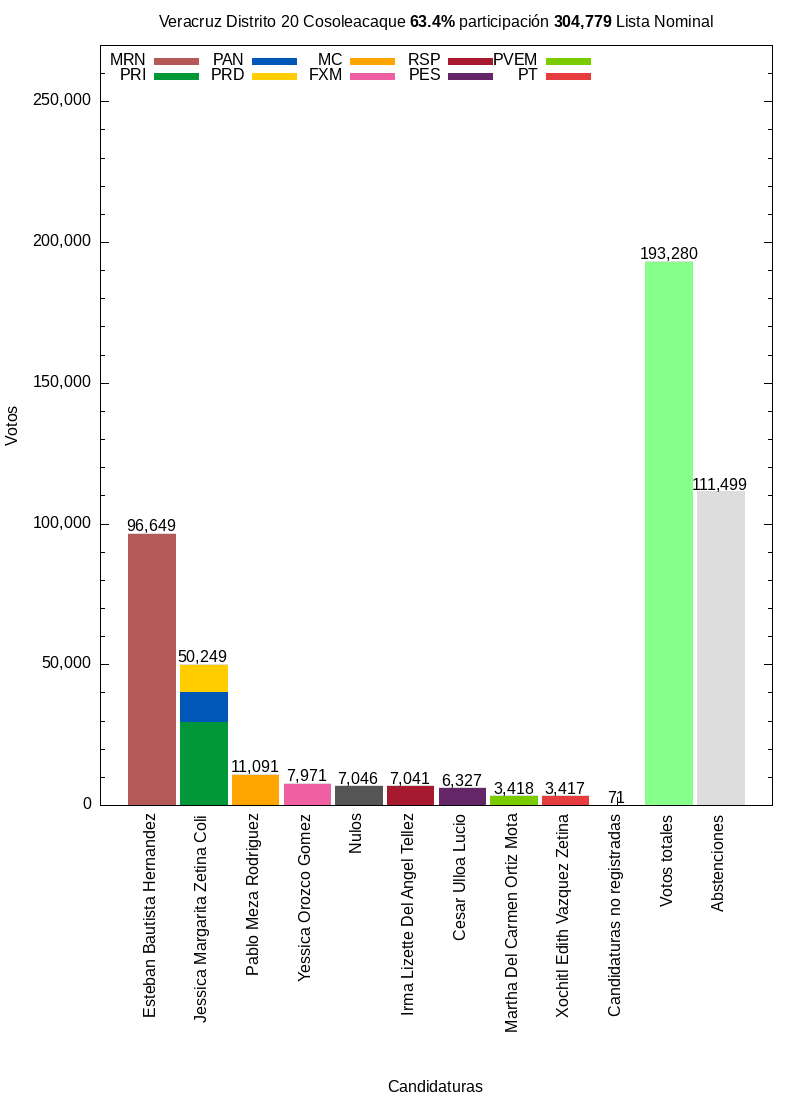 Veracruz Distrito 20 Cosoleacaque 63.4% participación 304,779 Lista Nominal
MRN PAN MC RSP PVEM
PRI PRD FXM PES PT
250,000
200,000
150,000
100,000
50,000
0
Votos
96,649
50,249
11,091
7,971
7,046
7,041
6,327
3,418
3,417
71
193,280
111,499
Esteban Bautista Hernandez
Jessica Margarita Zetina Coli
Pablo Meza Rodriguez
Yessica Orozco Gomez
Nulos
Irma Lizette Del Angel Tellez
Cesar Ulloa Lucio
Martha Del Carmen Ortiz Mota
Xochitl Edith Vazquez Zetina
Candidaturas no registradas
Votos totales
Abstenciones
Candidaturas